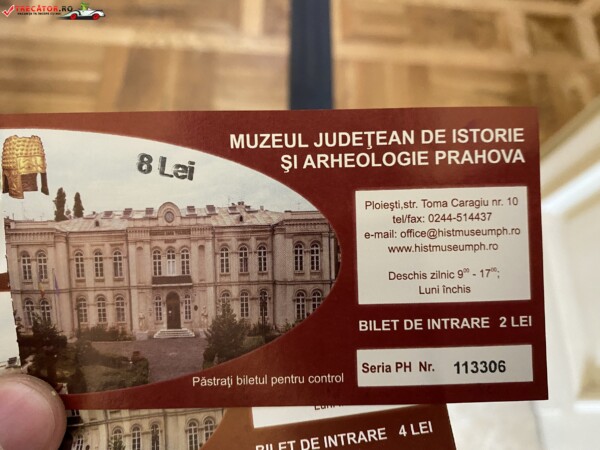 TRECATOR.RO
8 Lei
MUZEUL JUDEŢEAN DE ISTORIE
ŞI ARHEOLOGIE PRAHOVA
Ploieşti,str. Toma Caragiu nr. 10
tel/fax: 0244-514437
e-mail: office@histmuseumph.ro
www.histmuseumph.ro
Deschis zilnic 9⁰⁰ - 17⁰⁰;
Luni închis
BILET DE INTRARE 2 LEI
Seria PH Nr. 113306
Păstraţi biletul pentru control
8 Lei
BILET DE INTRARE 4 LEI